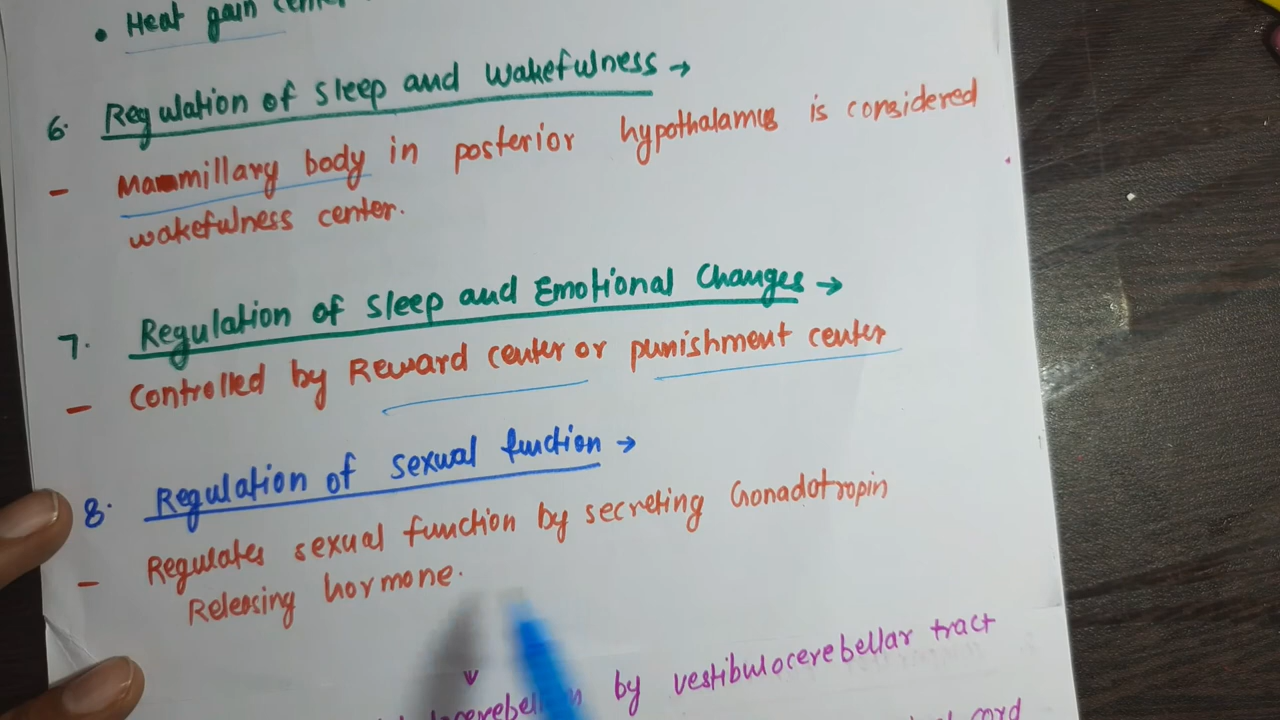 • Heat gain center
6. Regulation of Sleep and Wakefulness →
- Mammillary body in posterior hypothalamus is considered
wakefulness center.
7. Regulation of Sleep and Emotional Changes →
- Controlled by Reward center or punishment center
8. Regulation of sexual function →
- Regulates sexual function by secreting Gonadotropin
Releasing hormone.
by vestibulocerebellar tract